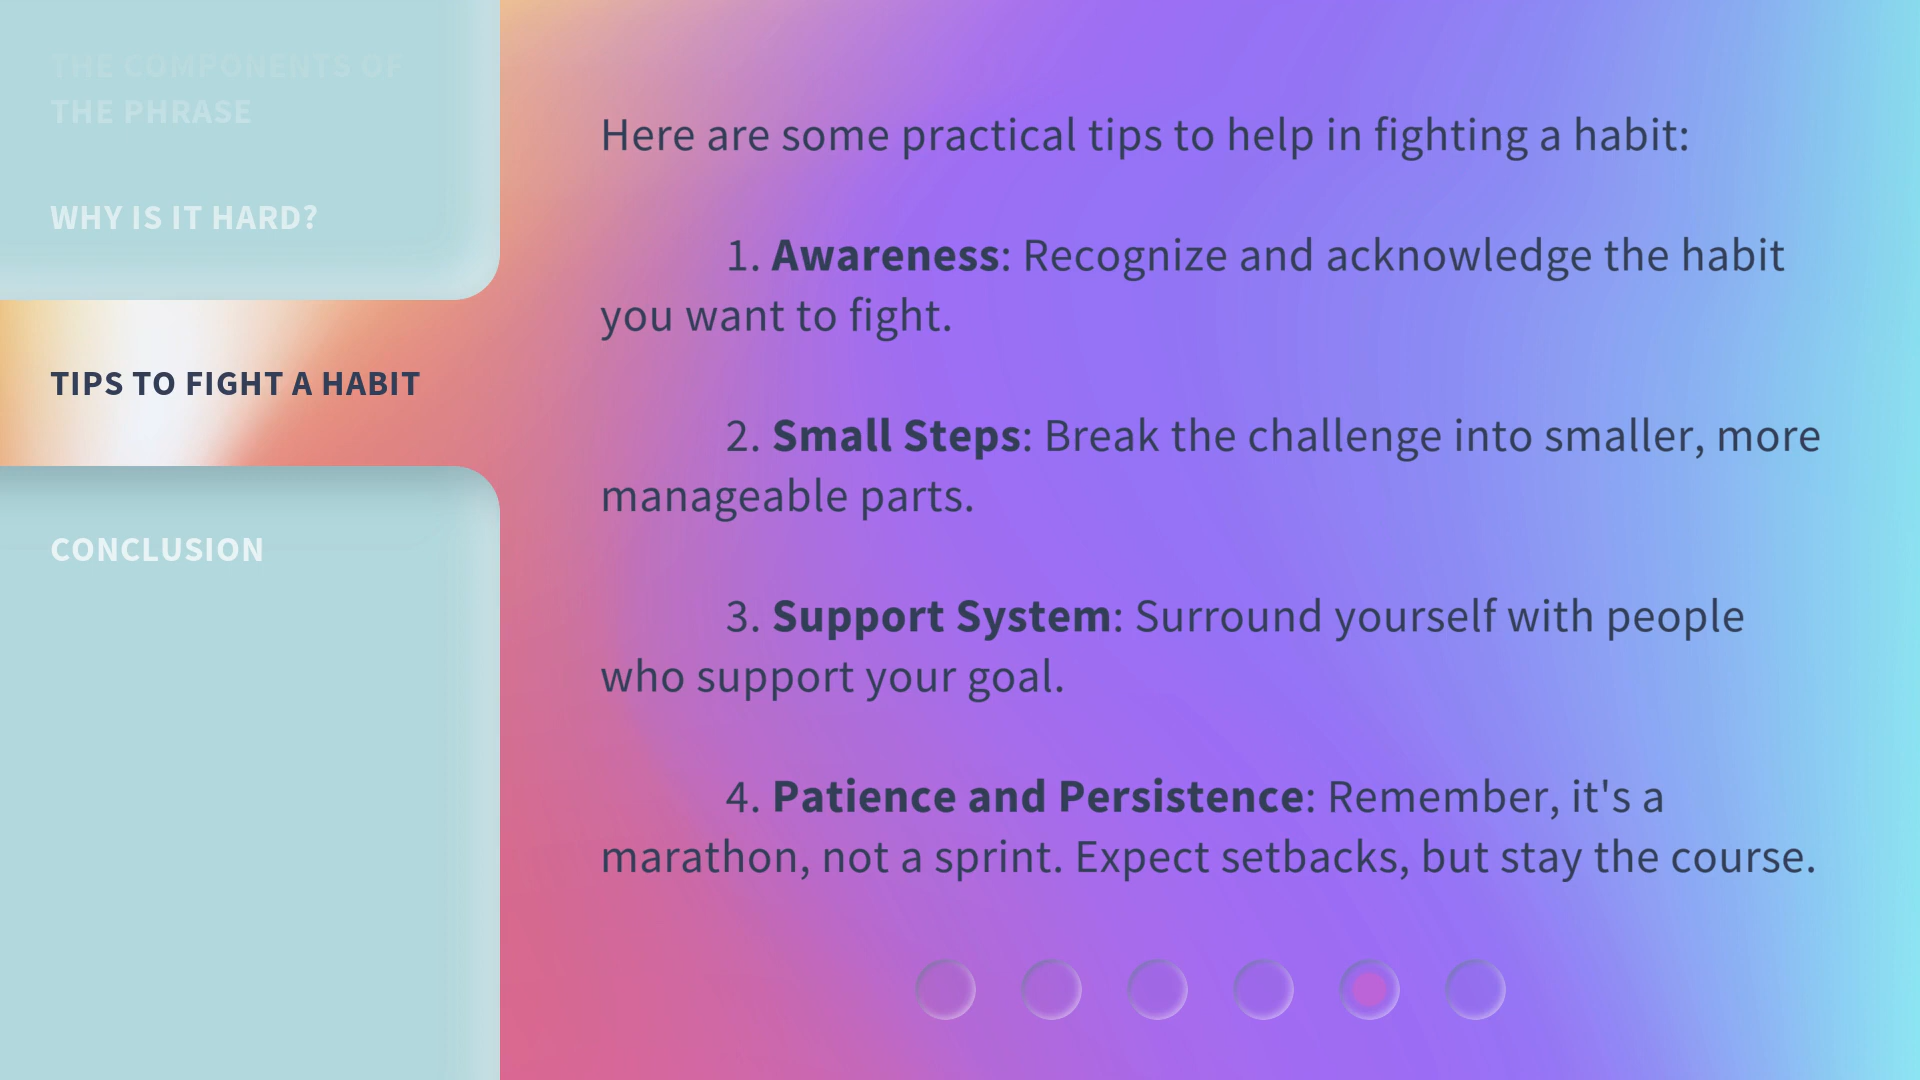 THE COMPONENTS OF
THE PHRASE
WHY IS IT HARD?
TIPS TO FIGHT A HABIT
CONCLUSION
Here are some practical tips to help in fighting a habit:
1. Awareness: Recognize and acknowledge the habit
you want to fight.
2. Small Steps: Break the challenge into smaller, more
manageable parts.
3. Support System: Surround yourself with people
who support your goal.
4. Patience and Persistence: Remember, it's a
marathon, not a sprint. Expect setbacks, but stay the course.